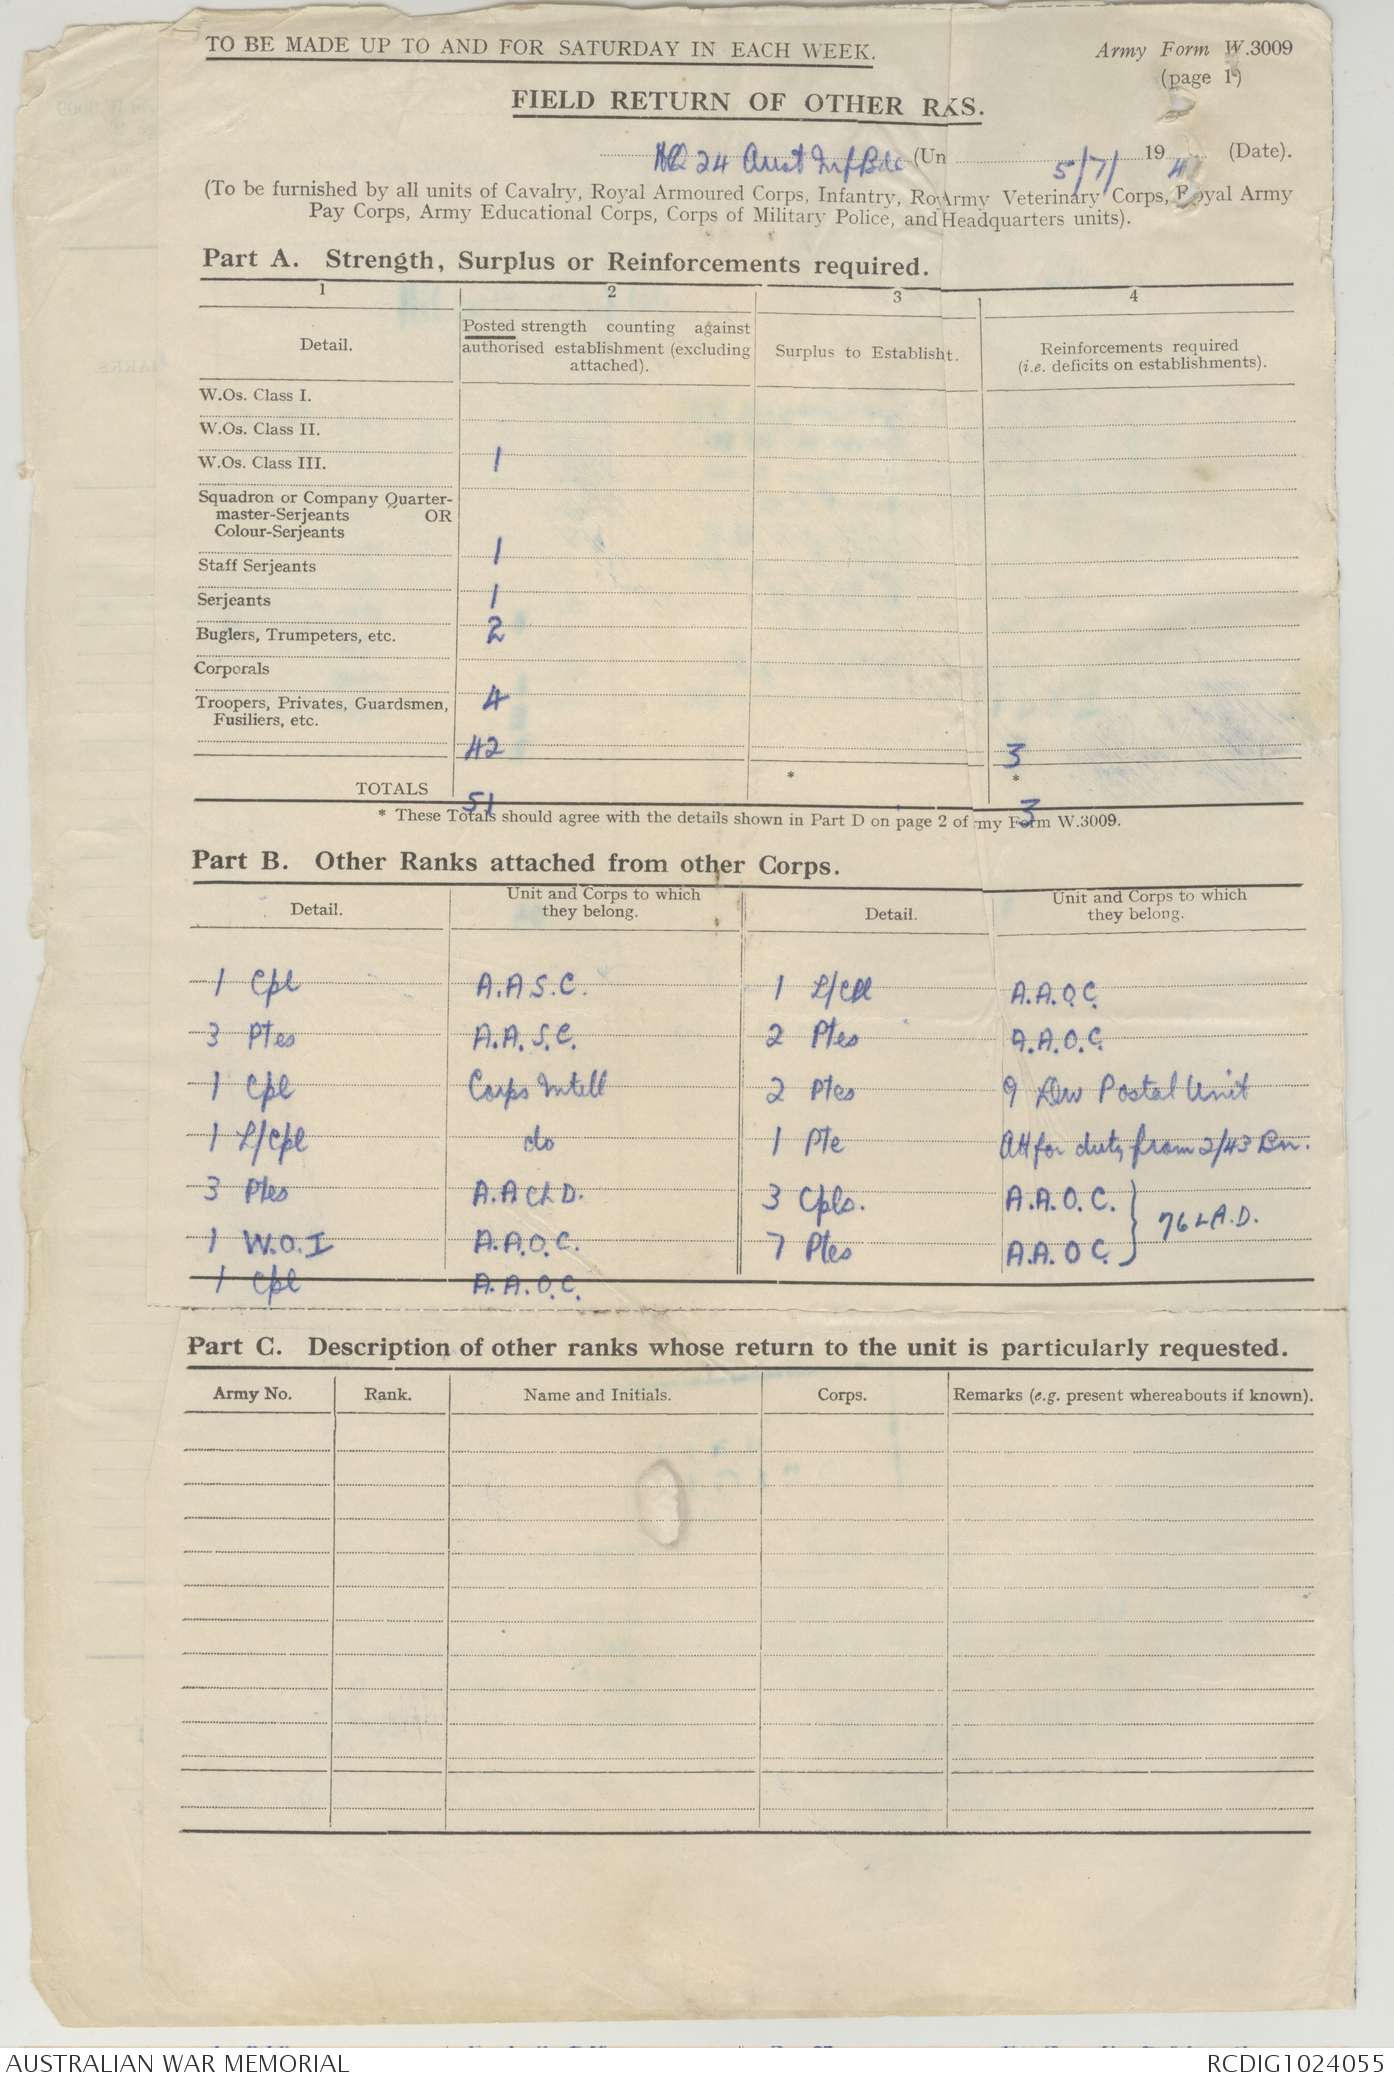 TO BE MADE UP TO AND FOR SATURDAY IN EACH WEEK. Army Form W.3009
(page 1)
FIELD RETURN OF OTHER RKS.
HQ 24 Aust Inf Bde (Un 5/7/ 19 41 (Date).
(To be furnished by all units of Cavalry, Royal Armoured Corps, Infantry, Ro Army Veterinary Corps, Royal Army
Pay Corps, Army Educational Corps, Corps of Military Police, and Headquarters units).
Part A. Strength, Surplus or Reinforcements required.
1 2 3 4
Detail. Posted strength counting against authorised establishment (excluding attached). Surplus to Establisht. Reinforcements required (i.e. deficits on establishments).
W.Os. Class I.
W.Os. Class II.
W.Os. Class III. 1
Squadron or Company Quarter-
master-Serjeants OR
Colour-Serjeants 1
Staff Serjeants
Serjeants 1
Buglers, Trumpeters, etc. 2
Corporals
Troopers, Privates, Guardsmen, 4
Fusiliers, etc.
42 3
* *
TOTALS 51 3
* These Totals should agree with the details shown in Part D on page 2 of my Form W.3009.
Part B. Other Ranks attached from other Corps.
Detail. Unit and Corps to which they belong. Detail. Unit and Corps to which they belong.
1 Cpl A.A.S.C. 1 L/Cpl A.A.O.C.
3 Ptes A.A.S.C. 2 Ptes A.A.O.C.
1 Cpl Corps Intell 2 Ptes 9 Div Postal Unit
1 L/Cpl do 1 Pte Att for duty from 2/43 Bn.
3 Ptes A.A Ch D. 3 Cpls. A.A.O.C. } 76 L A.D.
1 W.O.I A.A.O.C. 7 Ptes A.A.O.C.
1 Cpl A.A.O.C.
Part C. Description of other ranks whose return to the unit is particularly requested.
Army No. Rank. Name and Initials. Corps. Remarks (e.g. present whereabouts if known).
AUSTRALIAN WAR MEMORIAL RCDIG1024055